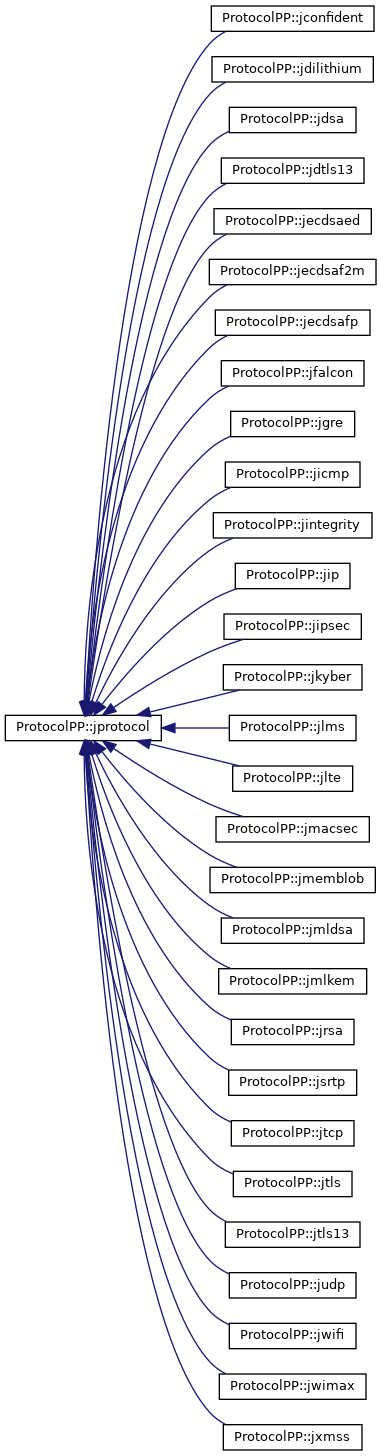 ProtocolPP::jconfident
ProtocolPP::jdilithium
ProtocolPP::jdsa
ProtocolPP::jdtls13
ProtocolPP::jecdsaed
ProtocolPP::jecdsaf2m
ProtocolPP::jecdsafp
ProtocolPP::jfalcon
ProtocolPP::jgre
ProtocolPP::jicmp
ProtocolPP::jintegrity
ProtocolPP::jip
ProtocolPP::jipsec
ProtocolPP::jkyber
ProtocolPP::jprotocol
ProtocolPP::jlms
ProtocolPP::jlte
ProtocolPP::jmacsec
ProtocolPP::jmemblob
ProtocolPP::jmldsa
ProtocolPP::jmlkem
ProtocolPP::jrsa
ProtocolPP::jsrtp
ProtocolPP::jtcp
ProtocolPP::jtls
ProtocolPP::jtls13
ProtocolPP::judp
ProtocolPP::jwifi
ProtocolPP::jwimax
ProtocolPP::jxmss